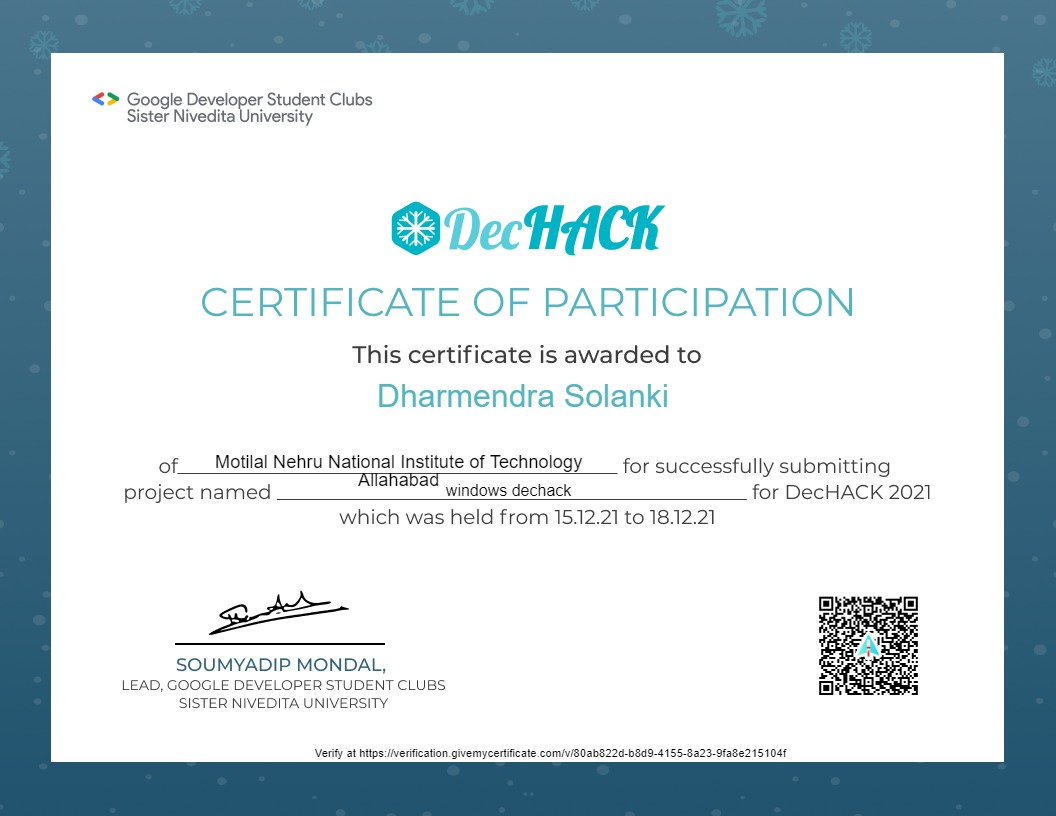 Google Developer Student Clubs
Sister Nivedita University
DecHACK
CERTIFICATE OF PARTICIPATION
This certificate is awarded to
Dharmendra Solanki
of Motilal Nehru National Institute of Technology for successfully submitting
Allahabad
project named windows dechack for DecHACK 2021
which was held from 15.12.21 to 18.12.21
SOUMYADIP MONDAL,
LEAD, GOOGLE DEVELOPER STUDENT CLUBS
SISTER NIVEDITA UNIVERSITY
Verify at https://verification.givemycertificate.com/v/80ab822d-b8d9-4155-8a23-9fa8e215104f